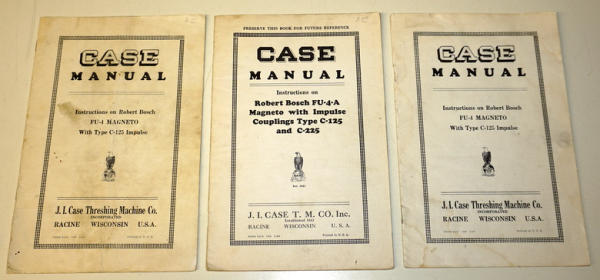 CASE
MANUAL
Instructions on Robert Bosch
FU-4 MAGNETO
With Type C-125 Impulse
J. I. Case Threshing Machine Co.
INCORPORATED
RACINE WISCONSIN U.S.A.
PRESERVE THIS BOOK FOR FUTURE REFERENCE
CASE
MANUAL
Instructions on
Robert Bosch FU-4-A
Magneto with Impulse
Couplings Type C-125
and C-225
J. I. CASE T. M. CO. Inc.
Established 1842
RACINE WISCONSIN U. S. A.
Printed in U. S. A.
CASE
MANUAL
Instructions on Robert Bosch
FU-4 MAGNETO
With Type C-125 Impulse
J. I. Case Threshing Machine Co.
INCORPORATED
RACINE WISCONSIN U.S.A.